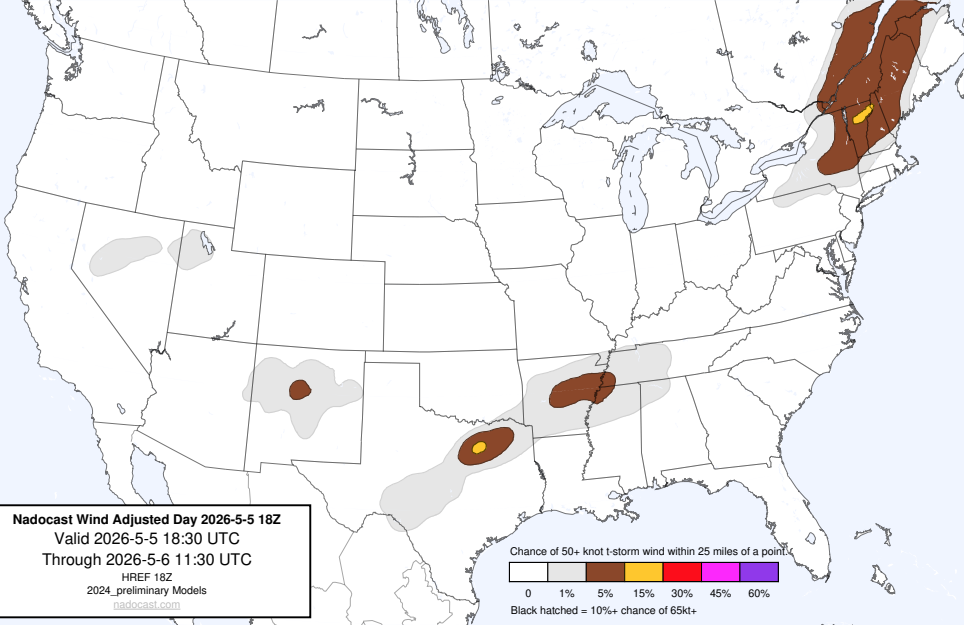 Nadocast Wind Adjusted Day 2026-5-5 18Z
Valid 2026-5-5 18:30 UTC
Through 2026-5-6 11:30 UTC
HREF 18Z
2024_preliminary Models
nadocast.com
Chance of 50+ knot t-storm wind within 25 miles of a point.
0 1% 5% 15% 30% 45% 60%
Black hatched = 10%+ chance of 65kt+